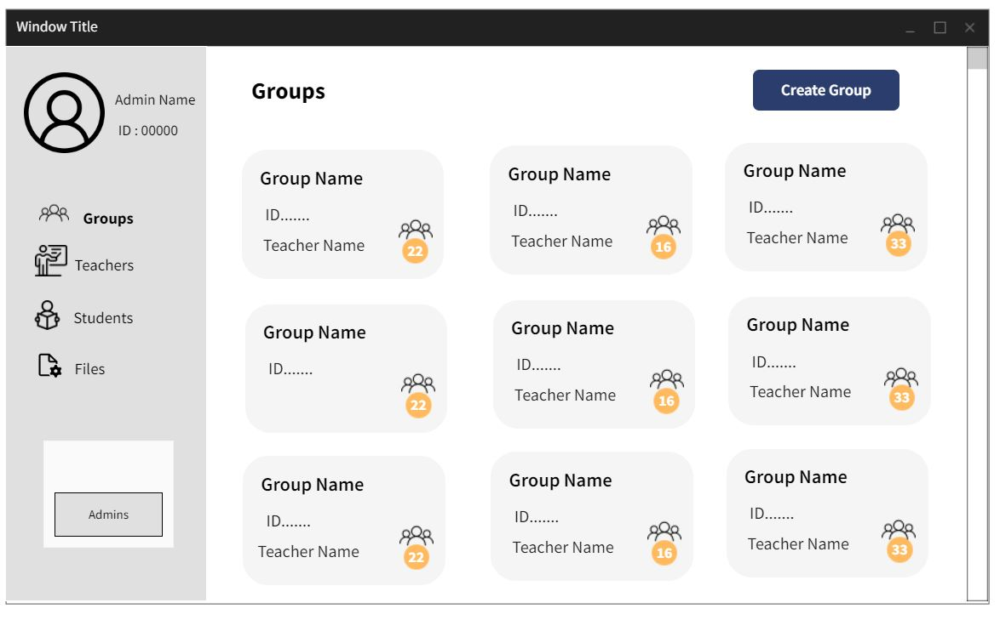 Window Title
Admin Name
ID : 00000
Groups
Teachers
Students
Files
Admins
Groups
Create Group
Group Name
ID.......
Teacher Name
22
Group Name
ID.......
Teacher Name
16
Group Name
ID.......
Teacher Name
33
Group Name
ID.......
22
Group Name
ID.......
Teacher Name
16
Group Name
ID.......
Teacher Name
33
Group Name
ID.......
Teacher Name
22
Group Name
ID.......
Teacher Name
16
Group Name
ID.......
Teacher Name
33